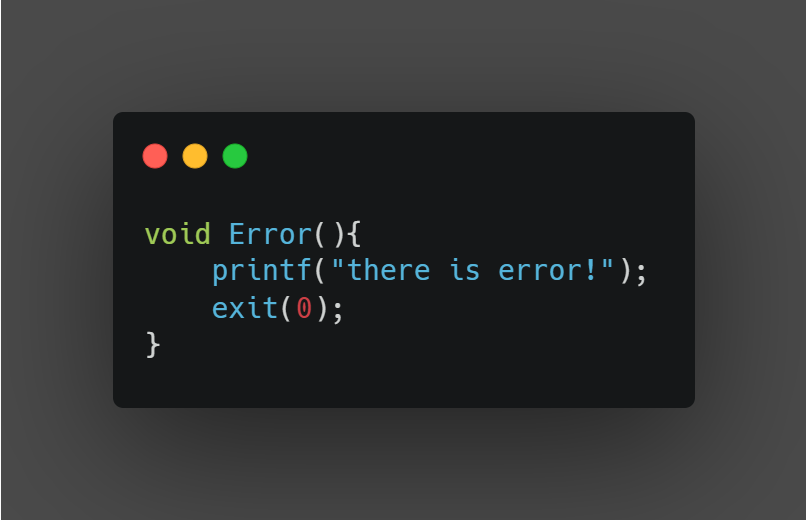 void Error(){
    printf("there is error!");
    exit(0);
}